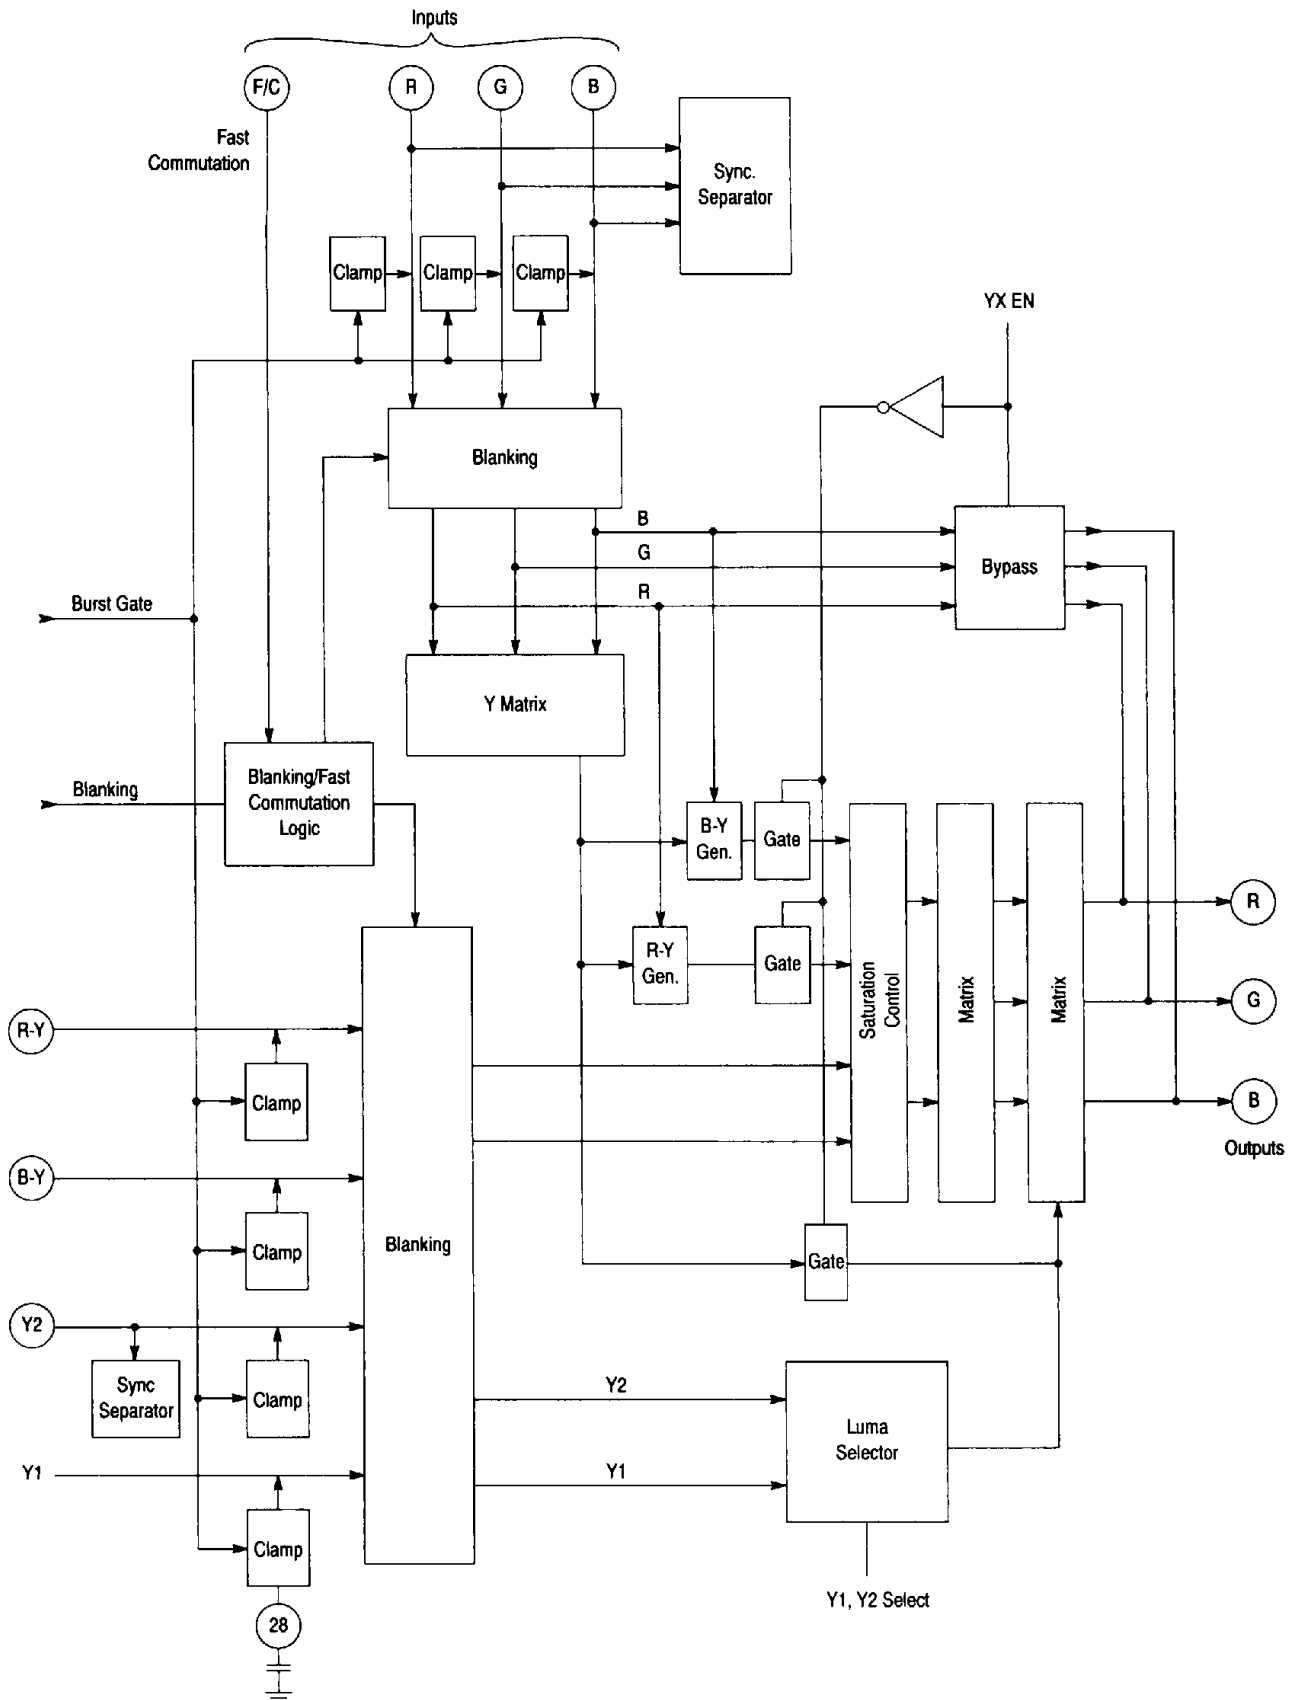 Inputs
F/C
R
G
B
Fast
Commutation
Sync.
Separator
Clamp
Clamp
Clamp
YX EN
Blanking
B
G
R
Bypass
Burst Gate
Y Matrix
Blanking
Blanking/Fast
Commutation
Logic
B-Y
Gen.
Gate
R-Y
Gen.
Gate
Saturation
Control
Matrix
Matrix
R
G
B
Outputs
R-Y
Clamp
B-Y
Clamp
Blanking
Gate
Y2
Sync
Separator
Clamp
Y2
Luma
Selector
Y1
Y1
Clamp
28
Y1, Y2 Select